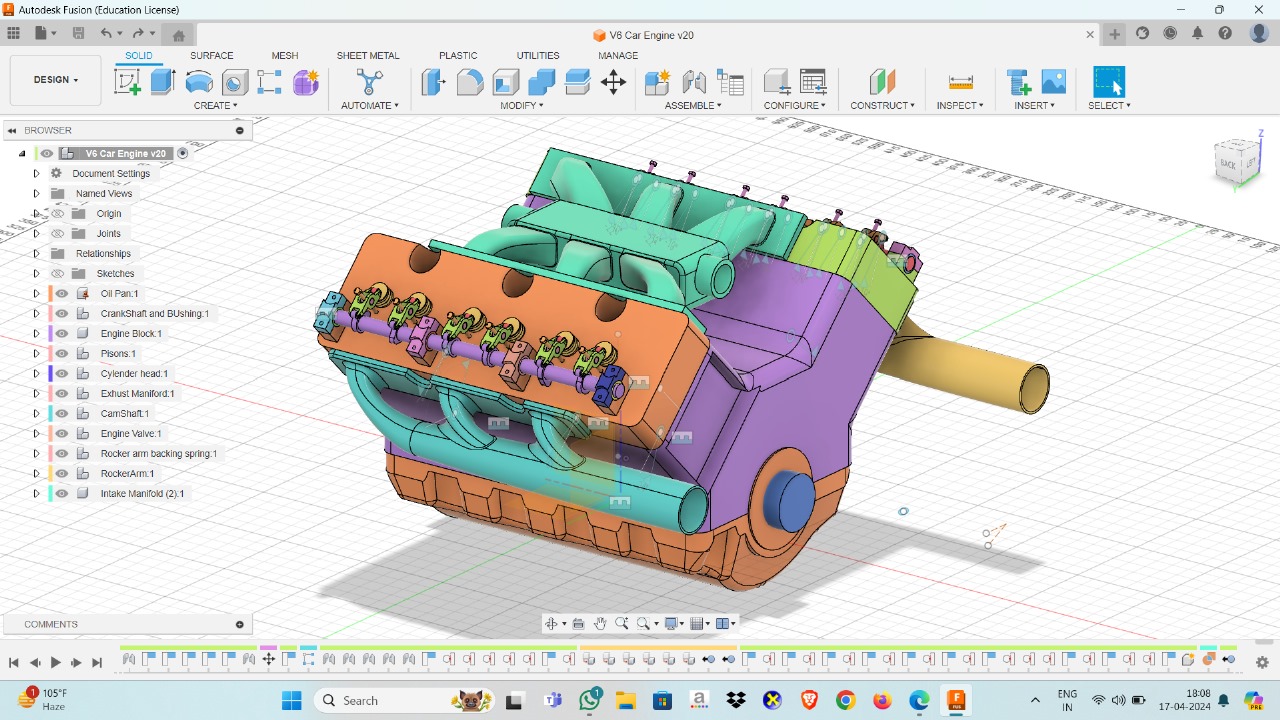 Autodesk Fusion (Education License)
V6 Car Engine v20
SOLID SURFACE MESH SHEET METAL PLASTIC UTILITIES MANAGE
DESIGN
CREATE AUTOMATE MODIFY ASSEMBLE CONFIGURE CONSTRUCT INSPECT INSERT SELECT
BROWSER
V6 Car Engine v20
Document Settings
Named Views
Origin
Joints
Relationships
Sketches
Oil Pan:1
CrankShaft and BUshing:1
Engine Block:1
Pisons:1
Cylender head:1
Exhust Maniford:1
CamShaft:1
Engine Valve:1
Rocker arm backing spring:1
RockerArm:1
Intake Manifold (2):1
Z
BACK LEFT
COMMENTS
1
105°F
Haze
Search
1
ENG
IN
18:08
17-04-2024